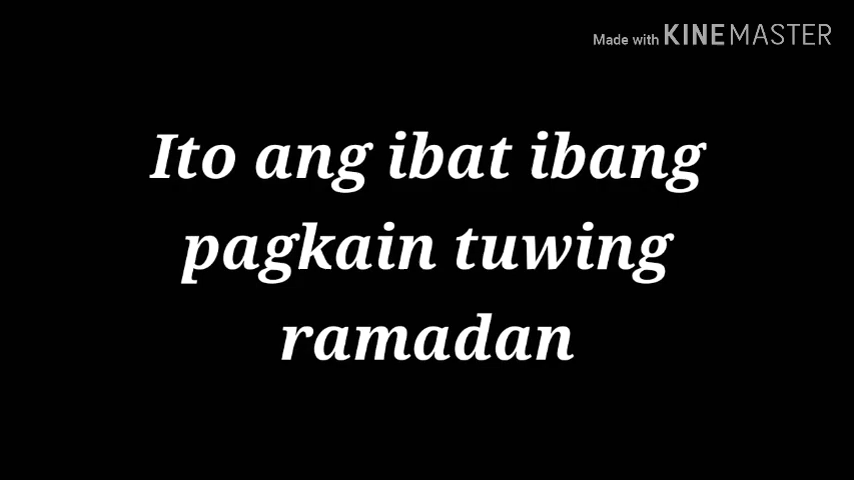 Made with KINEMASTER
Ito ang ibat ibang
pagkain tuwing
ramadan